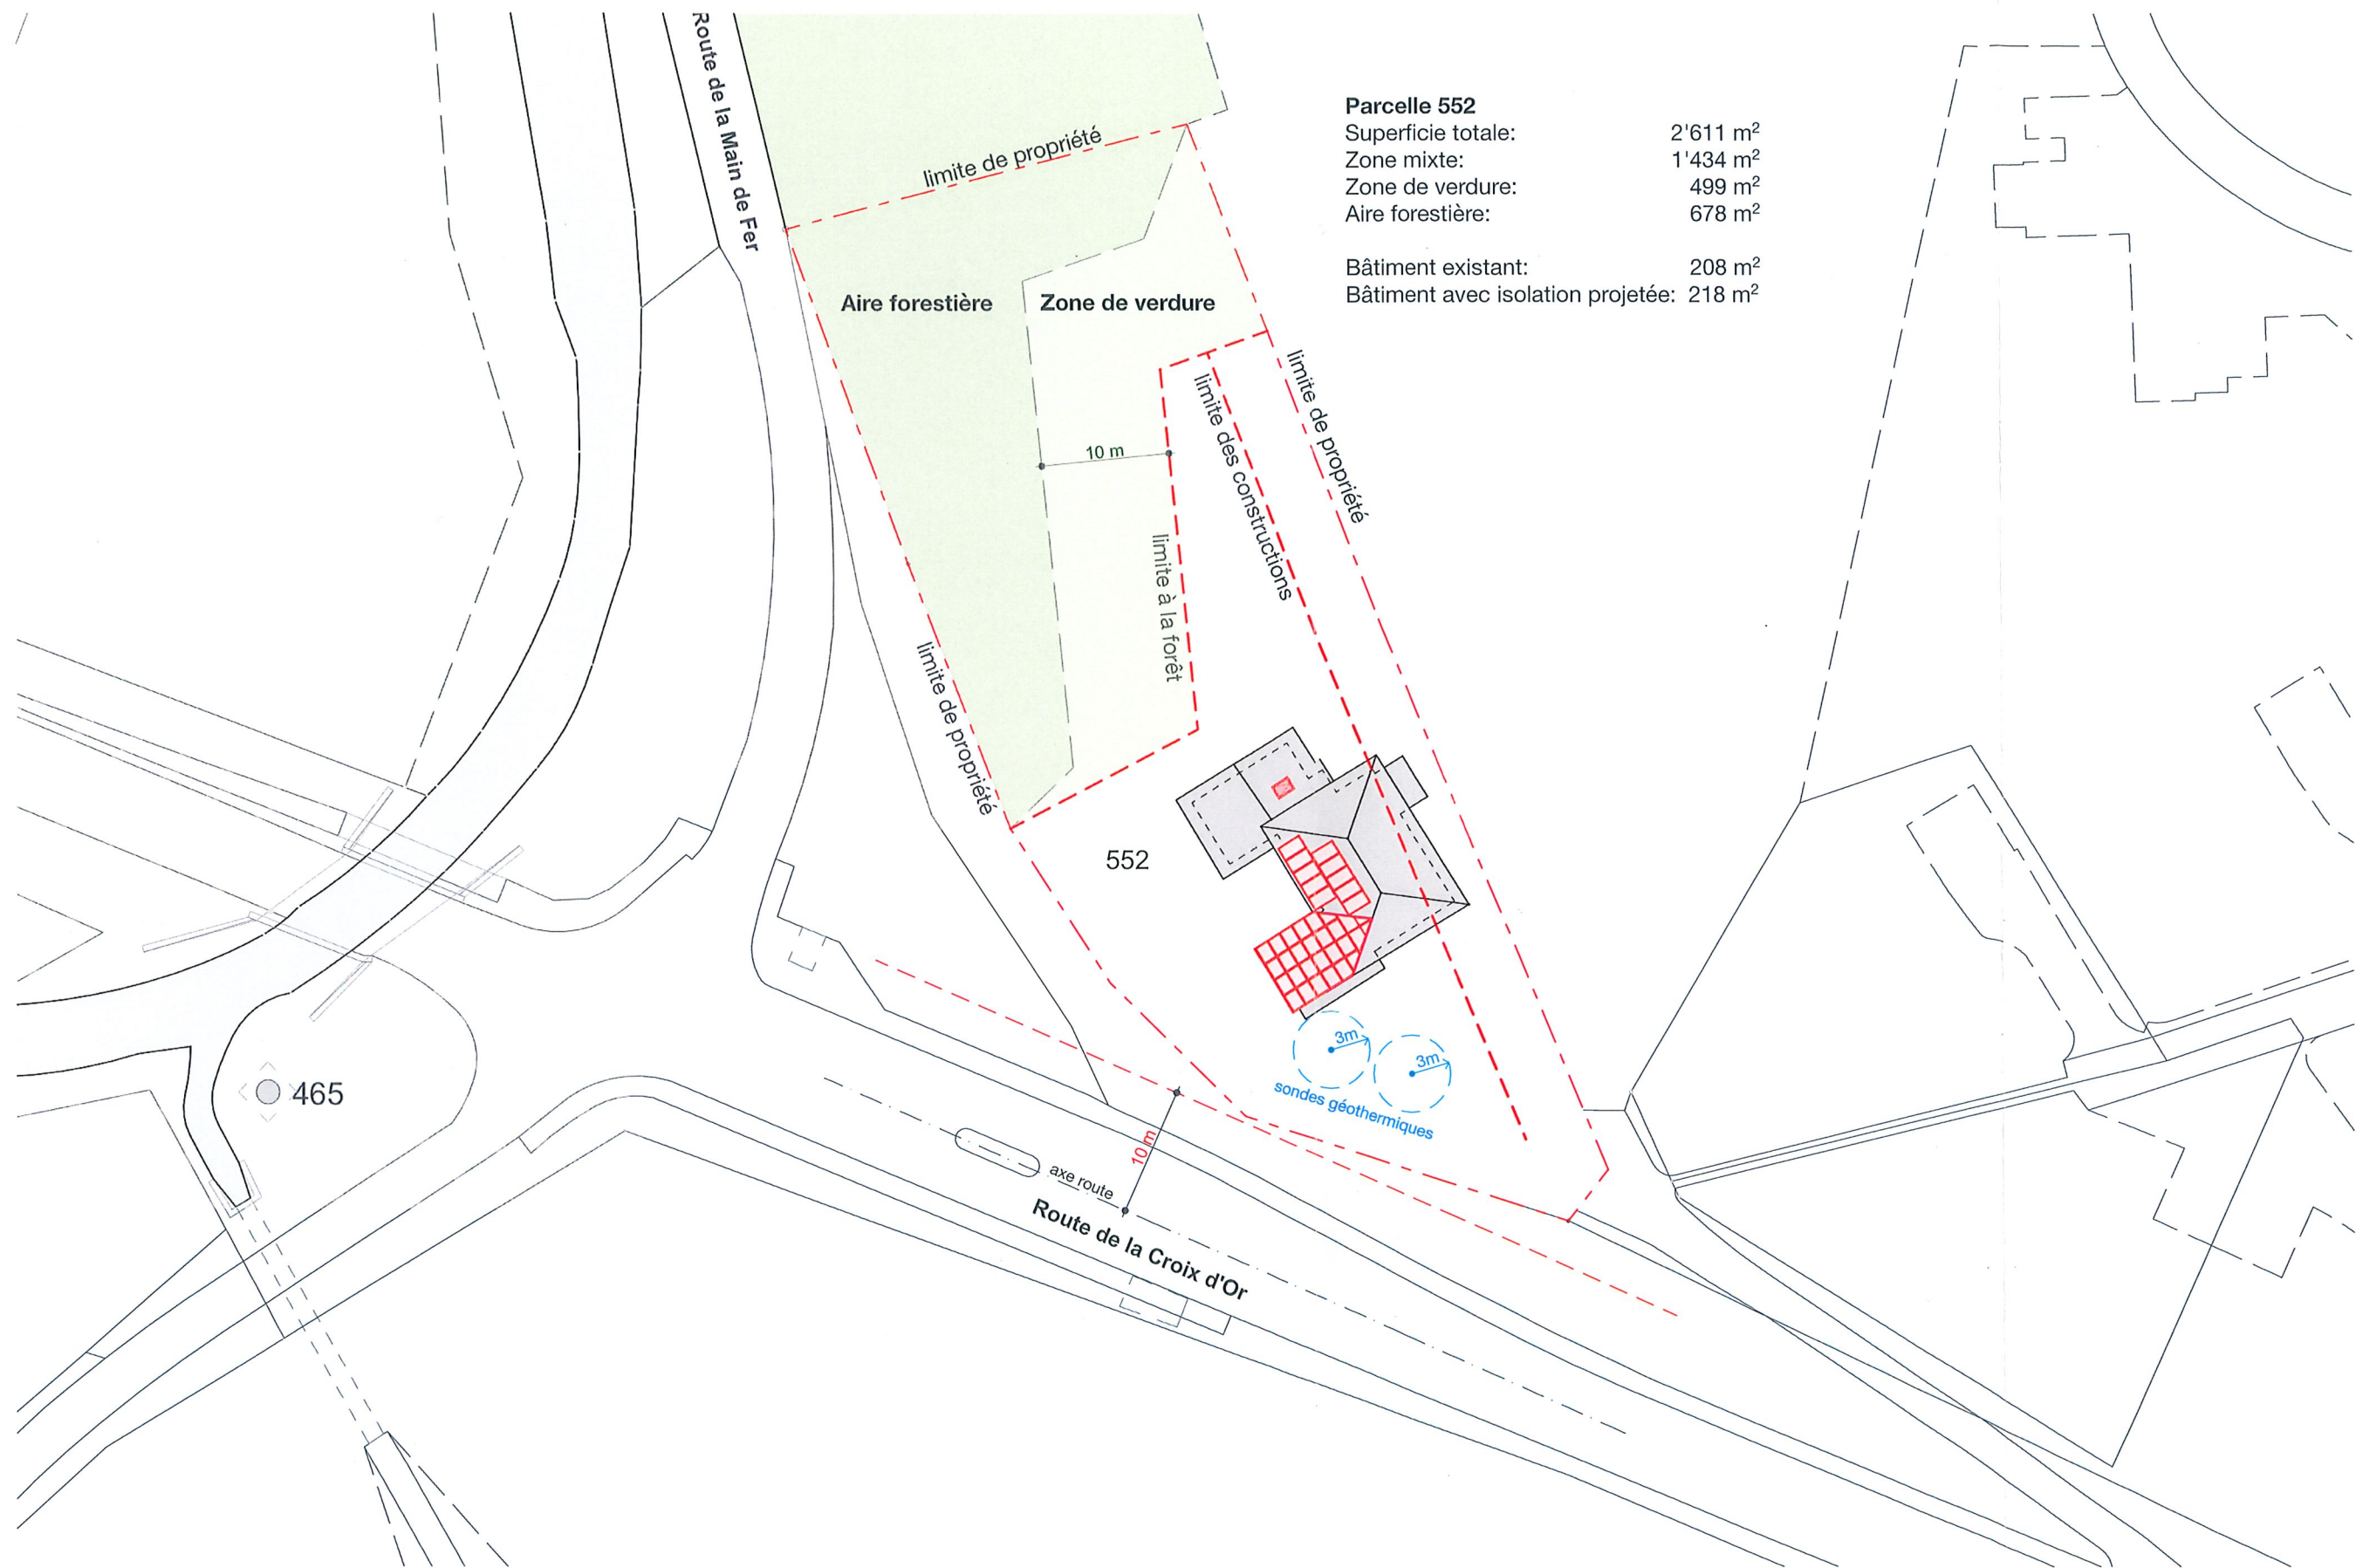 Route de la Main de Fer
limite de propriété
Parcelle 552
Superficie totale: 2'611 m²
Zone mixte: 1'434 m²
Zone de verdure: 499 m²
Aire forestière: 678 m²
Bâtiment existant: 208 m²
Bâtiment avec isolation projetée: 218 m²
Aire forestière
Zone de verdure
limite de propriété
limite des constructions
10 m
limite à la forêt
limite de propriété
552
3m
3m
sondes géothermiques
465
10 m
axe route
Route de la Croix d'Or